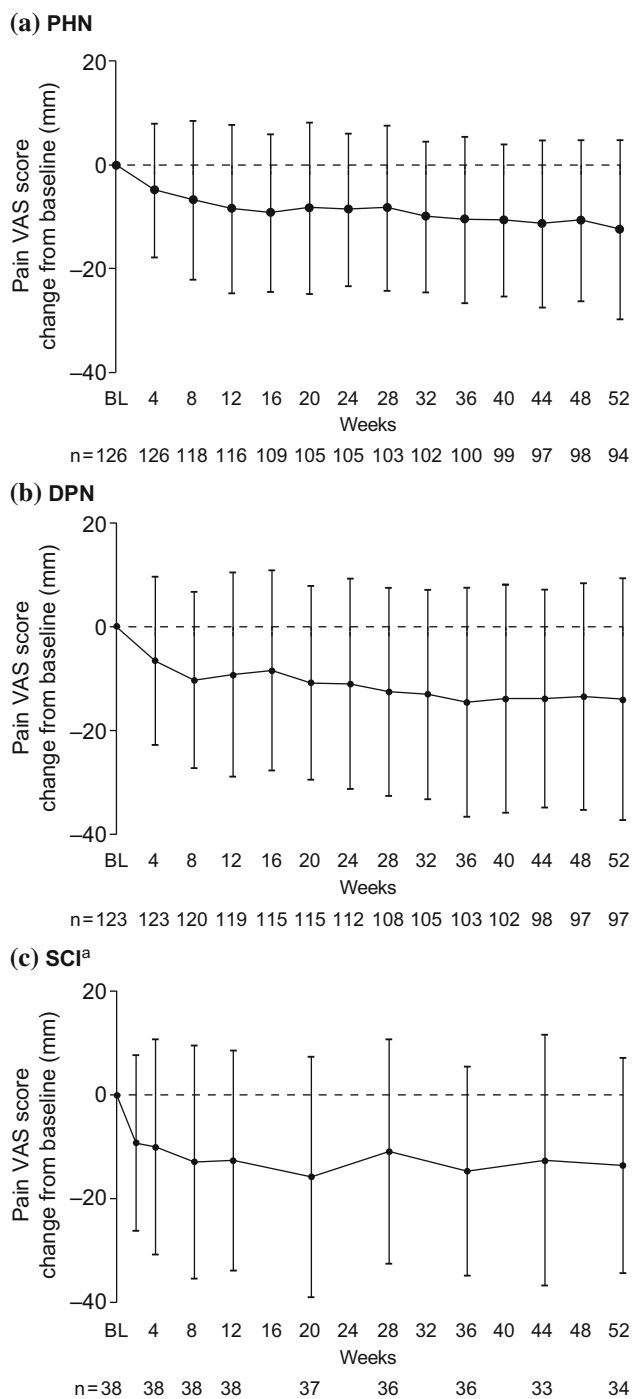 (a) PHN
20
0
–20
–40
Pain VAS score
change from baseline (mm)
BL 4 8 12 16 20 24 28 32 36 40 44 48 52
Weeks
n=126 126 118 116 109 105 105 103 102 100 99 97 98 94
(b) DPN
20
0
–20
–40
Pain VAS score
change from baseline (mm)
BL 4 8 12 16 20 24 28 32 36 40 44 48 52
Weeks
n=123 123 120 119 115 115 112 108 105 103 102 98 97 97
(c) SCIª
20
0
–20
–40
Pain VAS score
change from baseline (mm)
BL 4 8 12 16 20 24 28 32 36 40 44 48 52
Weeks
n=38 38 38 38 37 36 36 33 34